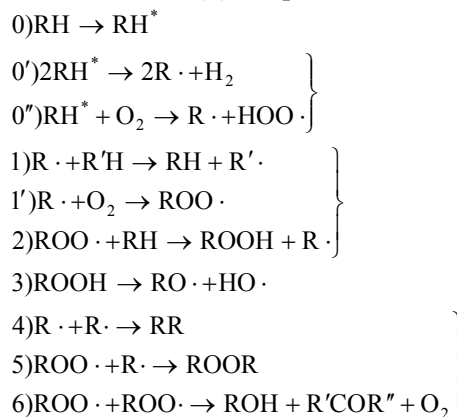 0)RH → RH*
0′)2RH* → 2R · +H₂
0″)RH* + O₂ → R · +HOO ·
1)R · +R′H → RH + R′ ·
1′)R · +O₂ → ROO ·
2)ROO · +RH → ROOH + R ·
3)ROOH → RO · +HO ·
4)R · +R· → RR
5)ROO · +R· → ROOR
6)ROO · +ROO· → ROH + R′COR″ + O₂